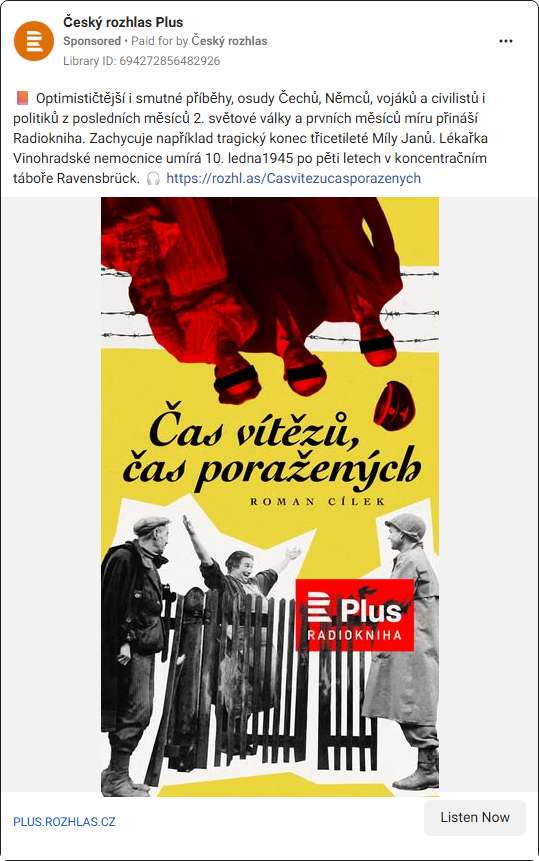 Český rozhlas Plus
Sponsored • Paid for by Český rozhlas
Library ID: 694272856482926
📕 Optimističtější i smutné příběhy, osudy Čechů, Němců, vojáků a civilistů i
politiků z posledních měsíců 2. světové války a prvních měsíců míru přináší
Radiokniha. Zachycuje například tragický konec třicetileté Míly Janů. Lékařka
Vinohradské nemocnice umírá 10. ledna1945 po pěti letech v koncentračním
táboře Ravensbrück. 🎧 https://rozhl.as/Casvitezucasporazenych
Čas vítězů,
čas poražených
ROMAN CÍLEK
Plus
RADIOKNIHA
PLUS.ROZHLAS.CZ
Listen Now